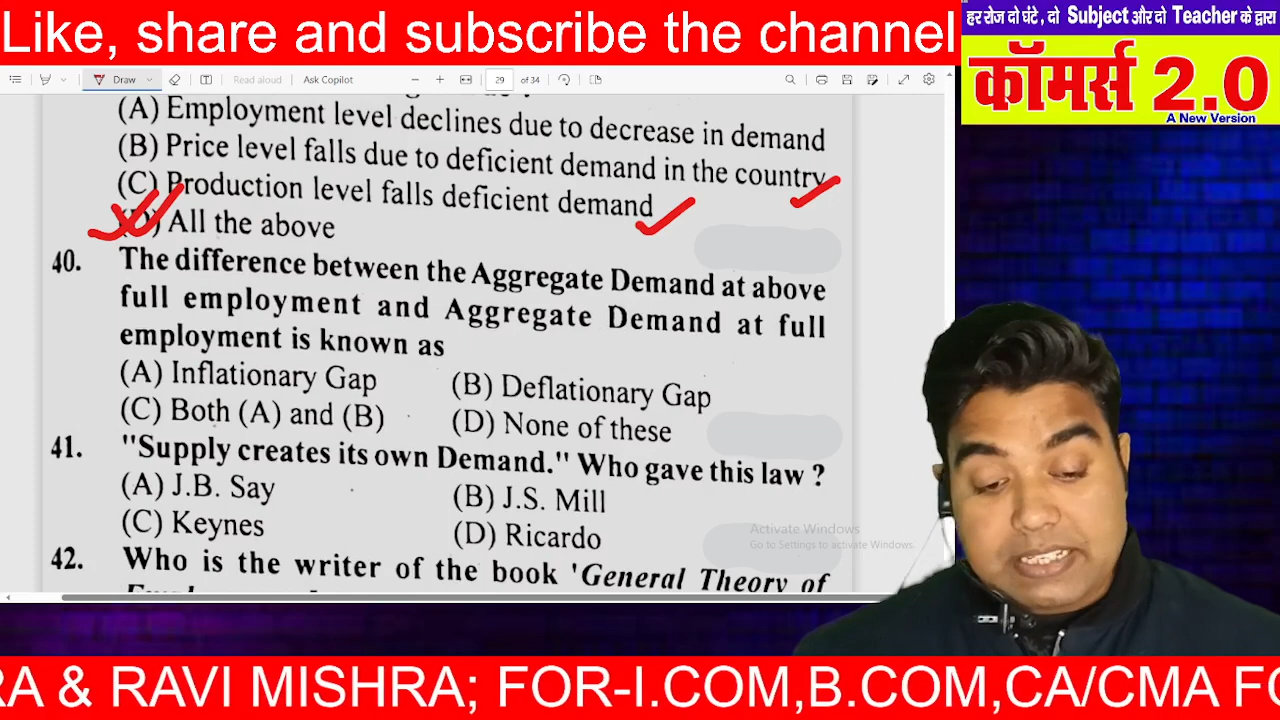 Like, share and subscribe the channel
हर रोज दो घंटे, दो Subject और दो Teacher के द्वारा
कॉमर्स 2.0
A New Version
Draw
Read aloud
Ask Copilot
29 of 34
(A) Employment level declines due to decrease in demand
(B) Price level falls due to deficient demand in the country
(C) Production level falls deficient demand
(D) All the above
40. The difference between the Aggregate Demand at above
full employment and Aggregate Demand at full
employment is known as
(A) Inflationary Gap (B) Deflationary Gap
(C) Both (A) and (B) (D) None of these
41. "Supply creates its own Demand." Who gave this law ?
(A) J.B. Say (B) J.S. Mill
(C) Keynes (D) Ricardo
Activate Windows
Go to Settings to activate Windows.
42. Who is the writer of the book 'General Theory of
RA & RAVI MISHRA; FOR-I.COM,B.COM,CA/CMA FO